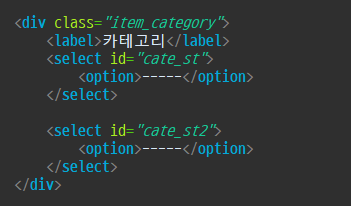 <div class="item_category">
    <label>카테고리</label>
    <select id="cate_st">
        <option>-----</option>
    </select>

    <select id="cate_st2">
        <option>-----</option>
    </select>
</div>